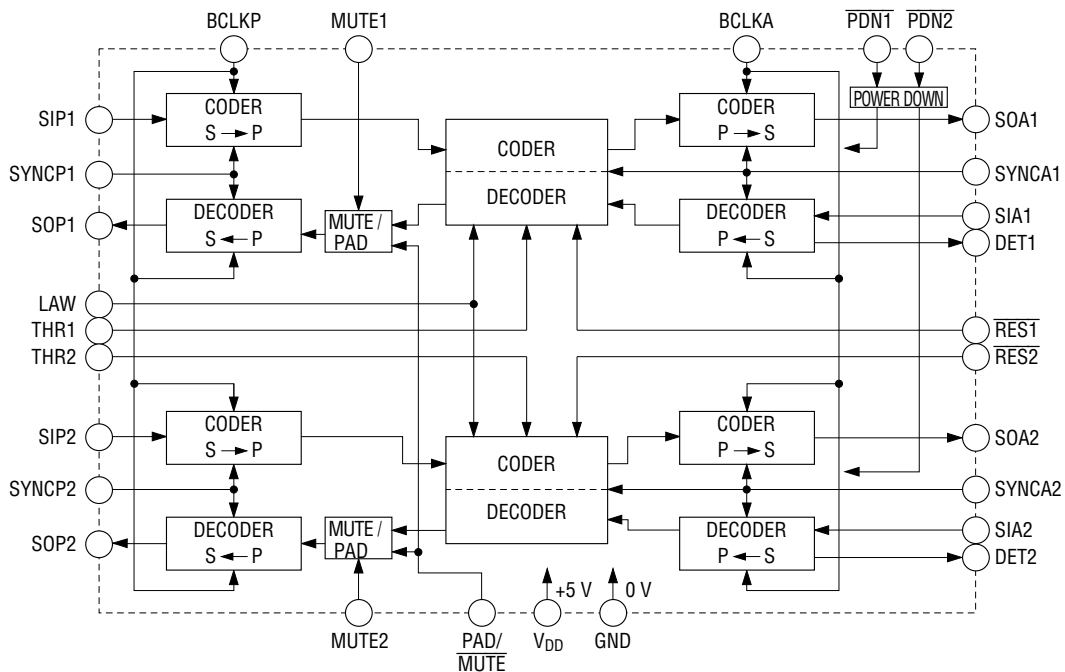 BCLKP MUTE1 BCLKA PDN1 PDN2
POWER DOWN
SIP1 CODER CODER SOA1
S → P P → S
CODER
SYNCP1 SYNCA1
DECODER
SOP1 DECODER MUTE / DECODER SIA1
S ← P PAD P ← S DET1
LAW
THR1 RES1
THR2 RES2
SIP2 CODER CODER SOA2
S → P P → S
CODER
SYNCP2 SYNCA2
DECODER
SOP2 DECODER MUTE / DECODER SIA2
S ← P PAD P ← S DET2
+5 V 0 V
MUTE2 PAD/ VDD GND
MUTE